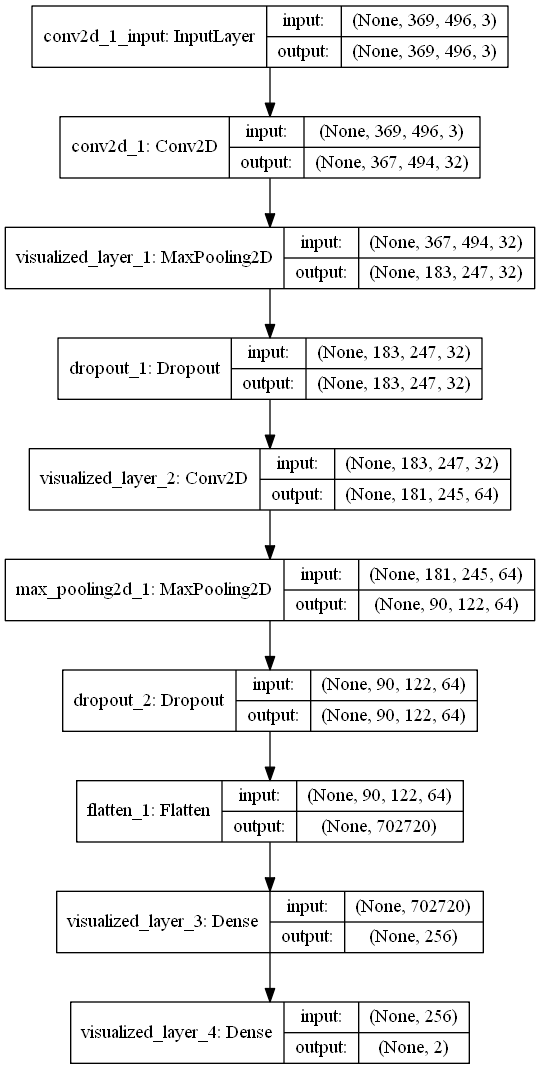 conv2d_1_input: InputLayer
input: (None, 369, 496, 3)
output: (None, 369, 496, 3)
conv2d_1: Conv2D
input: (None, 369, 496, 3)
output: (None, 367, 494, 32)
visualized_layer_1: MaxPooling2D
input: (None, 367, 494, 32)
output: (None, 183, 247, 32)
dropout_1: Dropout
input: (None, 183, 247, 32)
output: (None, 183, 247, 32)
visualized_layer_2: Conv2D
input: (None, 183, 247, 32)
output: (None, 181, 245, 64)
max_pooling2d_1: MaxPooling2D
input: (None, 181, 245, 64)
output: (None, 90, 122, 64)
dropout_2: Dropout
input: (None, 90, 122, 64)
output: (None, 90, 122, 64)
flatten_1: Flatten
input: (None, 90, 122, 64)
output: (None, 702720)
visualized_layer_3: Dense
input: (None, 702720)
output: (None, 256)
visualized_layer_4: Dense
input: (None, 256)
output: (None, 2)